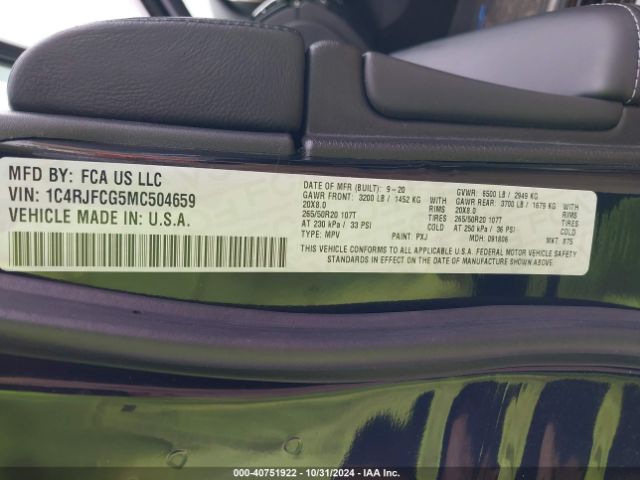 MFD BY: FCA US LLC
VIN: 1C4RJFCG5MC504659
VEHICLE MADE IN: U.S.A.
DATE OF MFR (BUILT): 9-20 GVWR: 6500 LB / 2949 KG
GAWR FRONT: 3200 LB / 1452 KG WITH GAWR REAR: 3700 LB / 1679 KG WITH
20X8.0 RIMS 20X8.0 RIMS
265/50R20 107T TIRES 265/50R20 107T TIRES
AT 230 kPa / 33 PSI COLD AT 250 kPa / 36 PSI COLD
TYPE: MPV PAINT: PXJ MDH: 091806 MKT 875
THIS VEHICLE CONFORMS TO ALL APPLICABLE U.S.A. FEDERAL MOTOR VEHICLE SAFETY
STANDARDS IN EFFECT ON THE DATE OF MANUFACTURE SHOWN ABOVE.
000-40751922 - 10/31/2024 - IAA Inc.